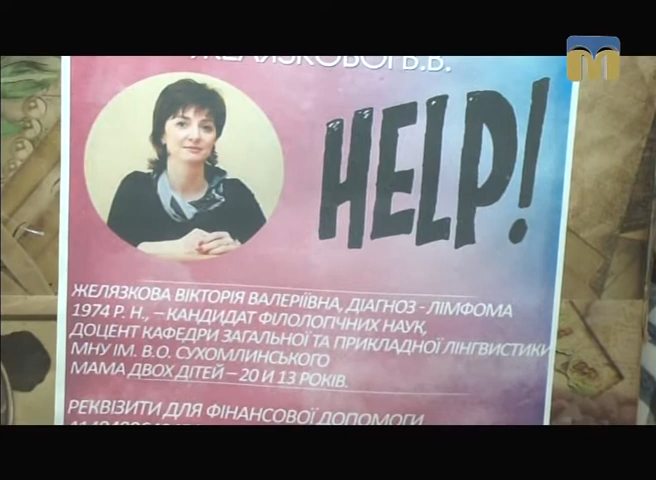 ЖЕЛЯЗКОВОЇ В.В.
HELP!
ЖЕЛЯЗКОВА ВІКТОРІЯ ВАЛЕРІЇВНА, ДІАГНОЗ - ЛІМФОМА
1974 Р. Н., – КАНДИДАТ ФІЛОЛОГІЧНИХ НАУК,
ДОЦЕНТ КАФЕДРИ ЗАГАЛЬНОЇ ТА ПРИКЛАДНОЇ ЛІНГВИСТИКИ
МНУ ІМ. В.О. СУХОМЛИНСЬКОГО
МАМА ДВОХ ДІТЕЙ – 20 И 13 РОКІВ.
РЕКВІЗИТИ ДЛЯ ФІНАНСОВОЇ ДОПОМОГИ